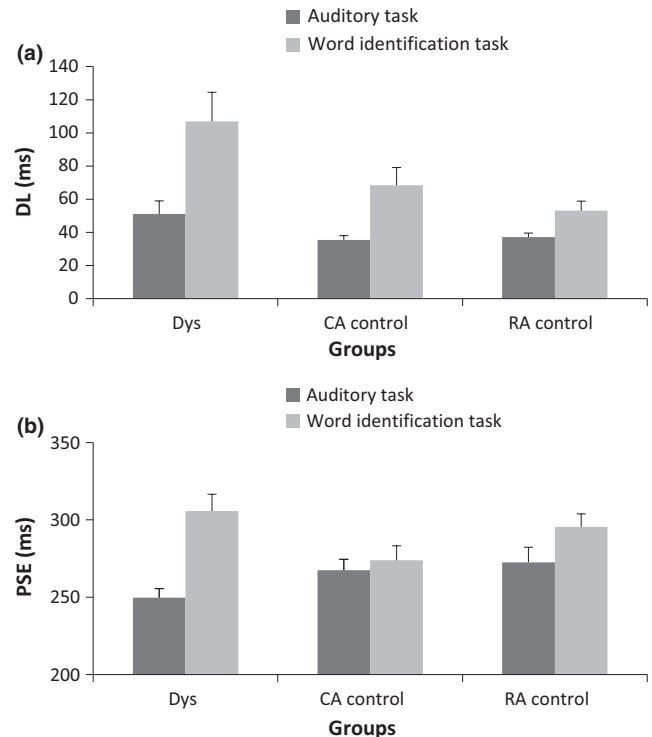 Auditory task
Word identification task
(a)
140
120
100
80
60
40
20
0
DL (ms)
Dys CA control RA control
Groups
Auditory task
Word identification task
(b)
350
300
250
200
PSE (ms)
Dys CA control RA control
Groups